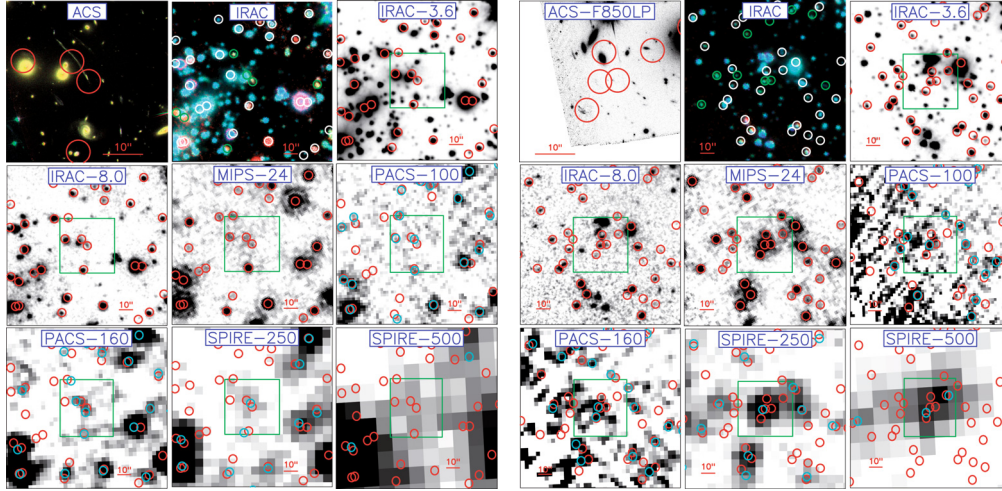 ACS
IRAC
IRAC-3.6
10"
10"
10"
IRAC-8.0
MIPS-24
PACS-100
10"
10"
10"
PACS-160
SPIRE-250
SPIRE-500
10"
10"
10"
ACS-F850LP
IRAC
IRAC-3.6
10"
10"
10"
IRAC-8.0
MIPS-24
PACS-100
10"
10"
10"
PACS-160
SPIRE-250
SPIRE-500
10"
10"
10"